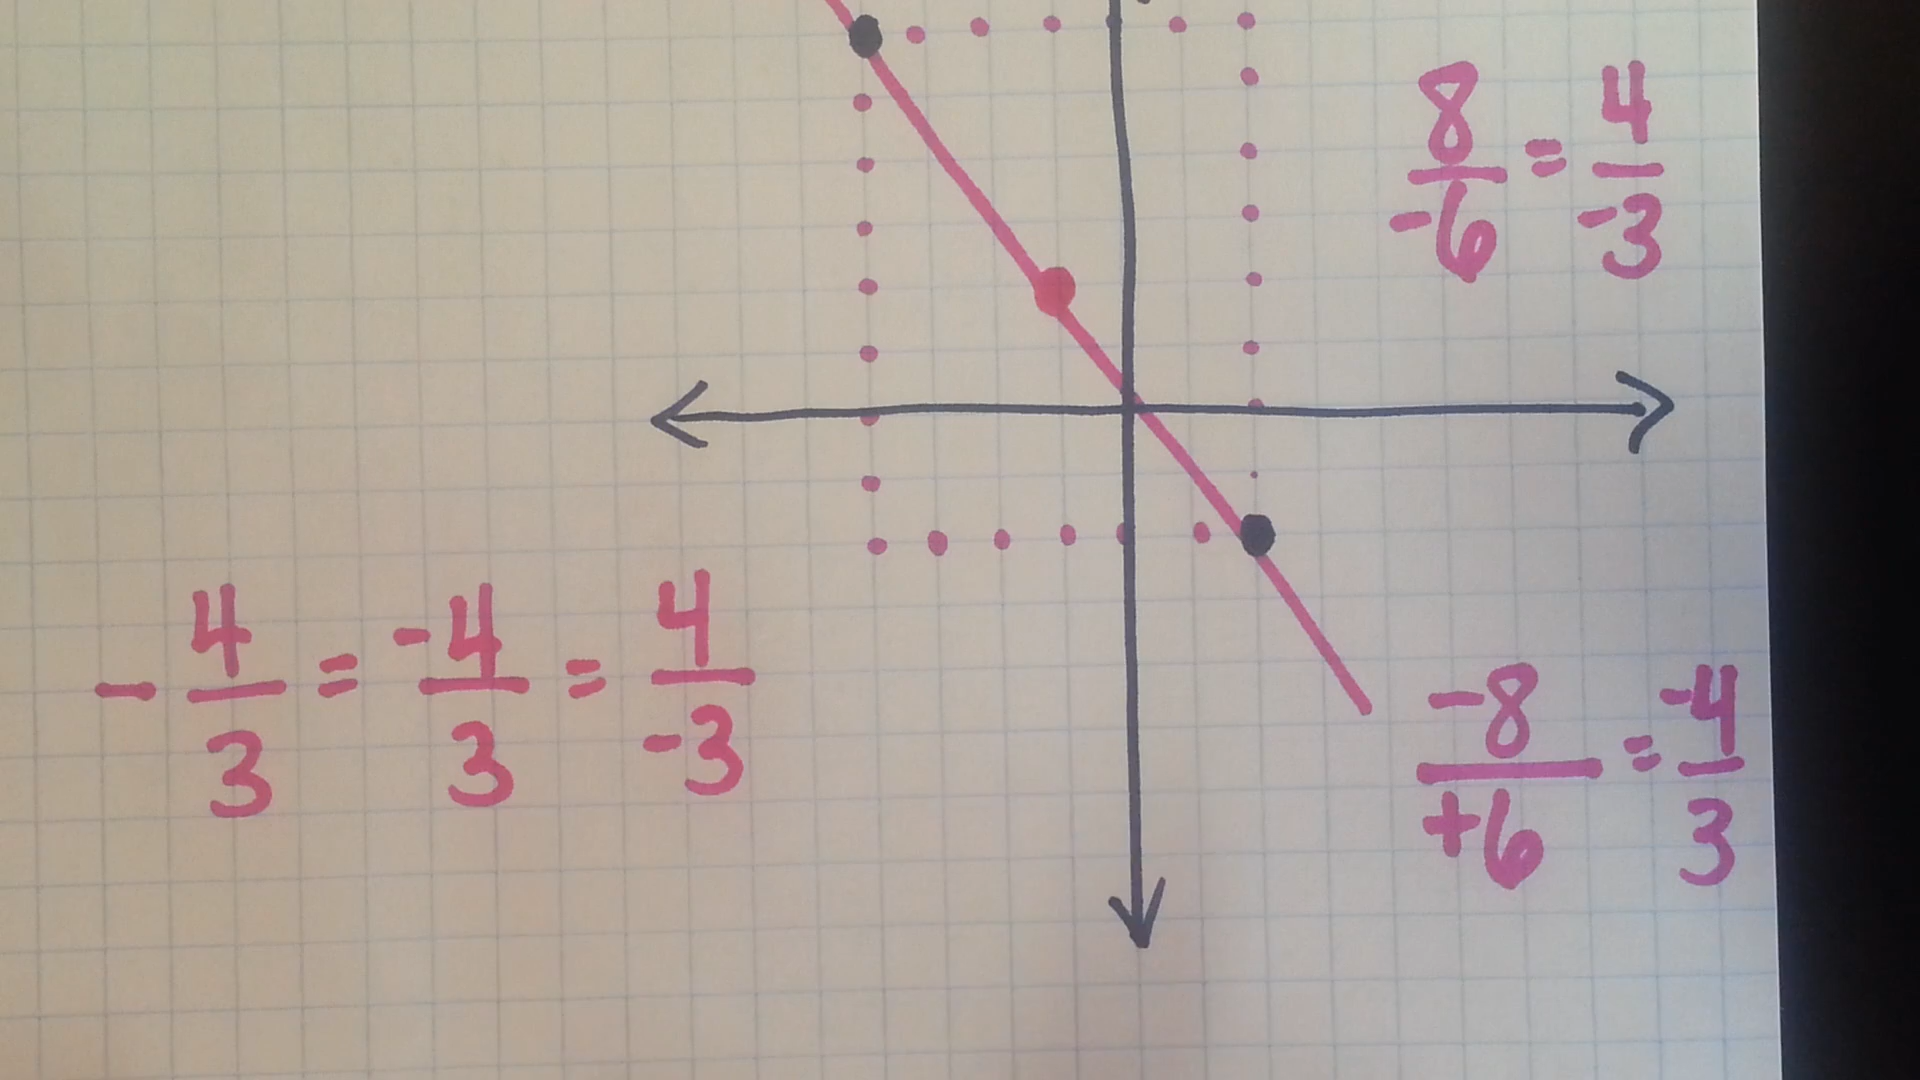 8/-6 = 4/-3
-4/3 = -4/3 = 4/-3
-8/+6 = -4/3